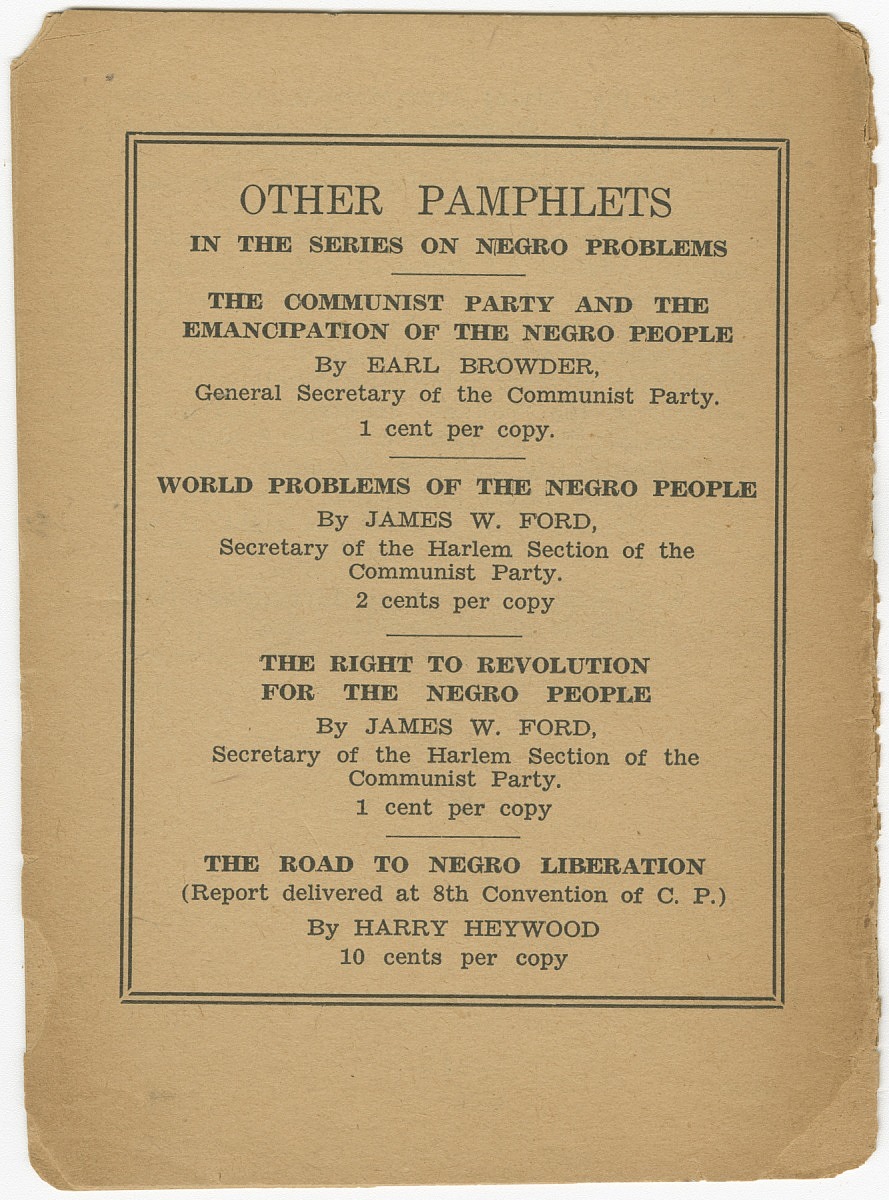 OTHER PAMPHLETS
IN THE SERIES ON NEGRO PROBLEMS
THE COMMUNIST PARTY AND THE
EMANCIPATION OF THE NEGRO PEOPLE
By EARL BROWDER,
General Secretary of the Communist Party.
1 cent per copy.
WORLD PROBLEMS OF THE NEGRO PEOPLE
By JAMES W. FORD,
Secretary of the Harlem Section of the
Communist Party.
2 cents per copy
THE RIGHT TO REVOLUTION
FOR THE NEGRO PEOPLE
By JAMES W. FORD,
Secretary of the Harlem Section of the
Communist Party.
1 cent per copy
THE ROAD TO NEGRO LIBERATION
(Report delivered at 8th Convention of C. P.)
By HARRY HEYWOOD
10 cents per copy